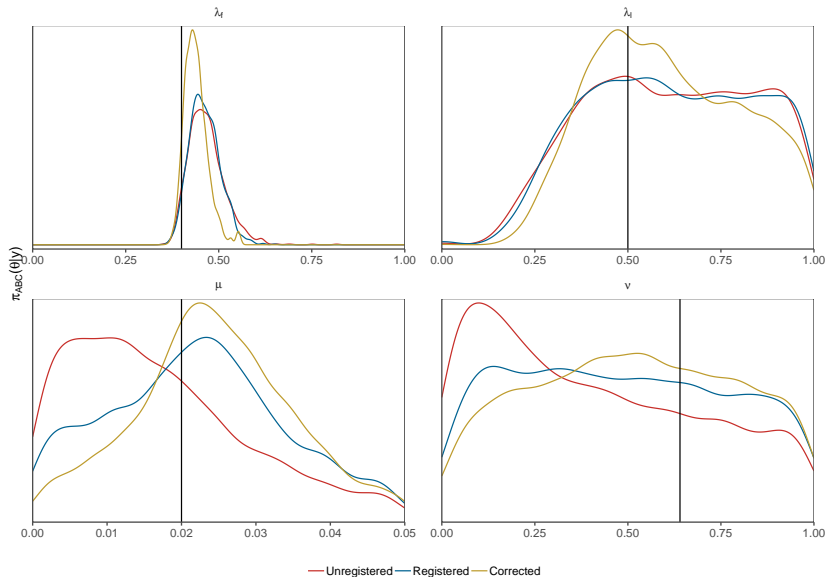 λf
λl
0.00 0.25 0.50 0.75 1.00
0.00 0.25 0.50 0.75 1.00
πABC(θ|y)
μ
ν
0.00 0.01 0.02 0.03 0.04 0.05
0.00 0.25 0.50 0.75 1.00
Unregistered Registered Corrected